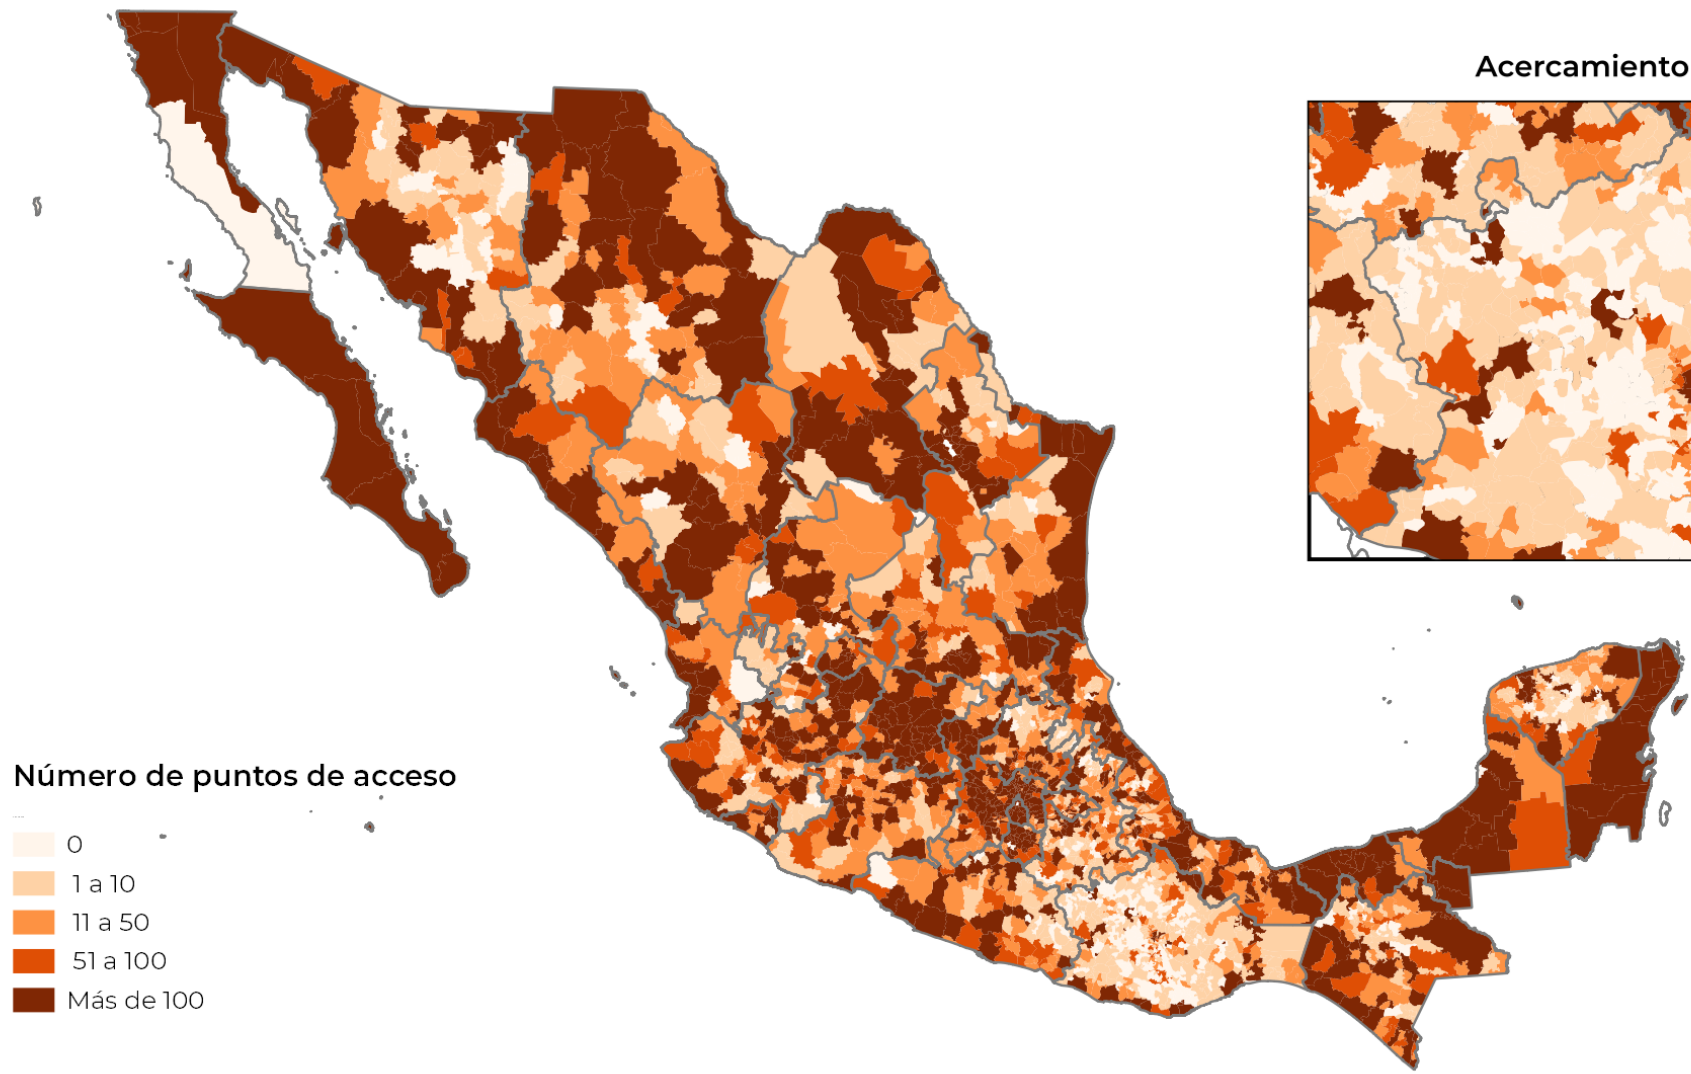 Acercamiento
Número de puntos de acceso
0
1 a 10
11 a 50
51 a 100
Más de 100